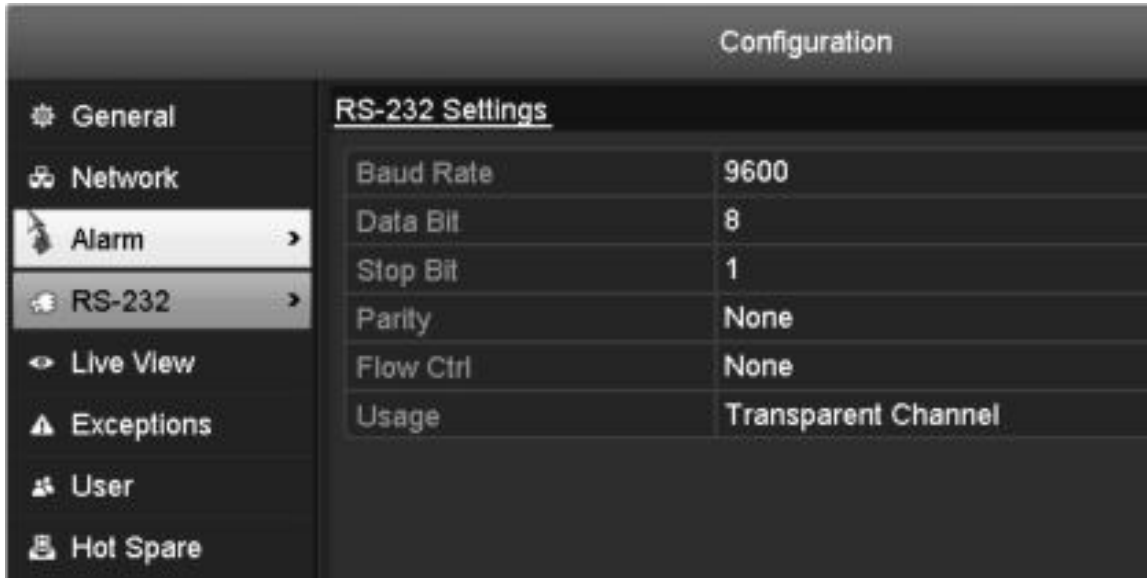 Configuration
General
Network
Alarm
RS-232
Live View
Exceptions
User
Hot Spare
RS-232 Settings
Baud Rate 9600
Data Bit 8
Stop Bit 1
Parity None
Flow Ctrl None
Usage Transparent Channel